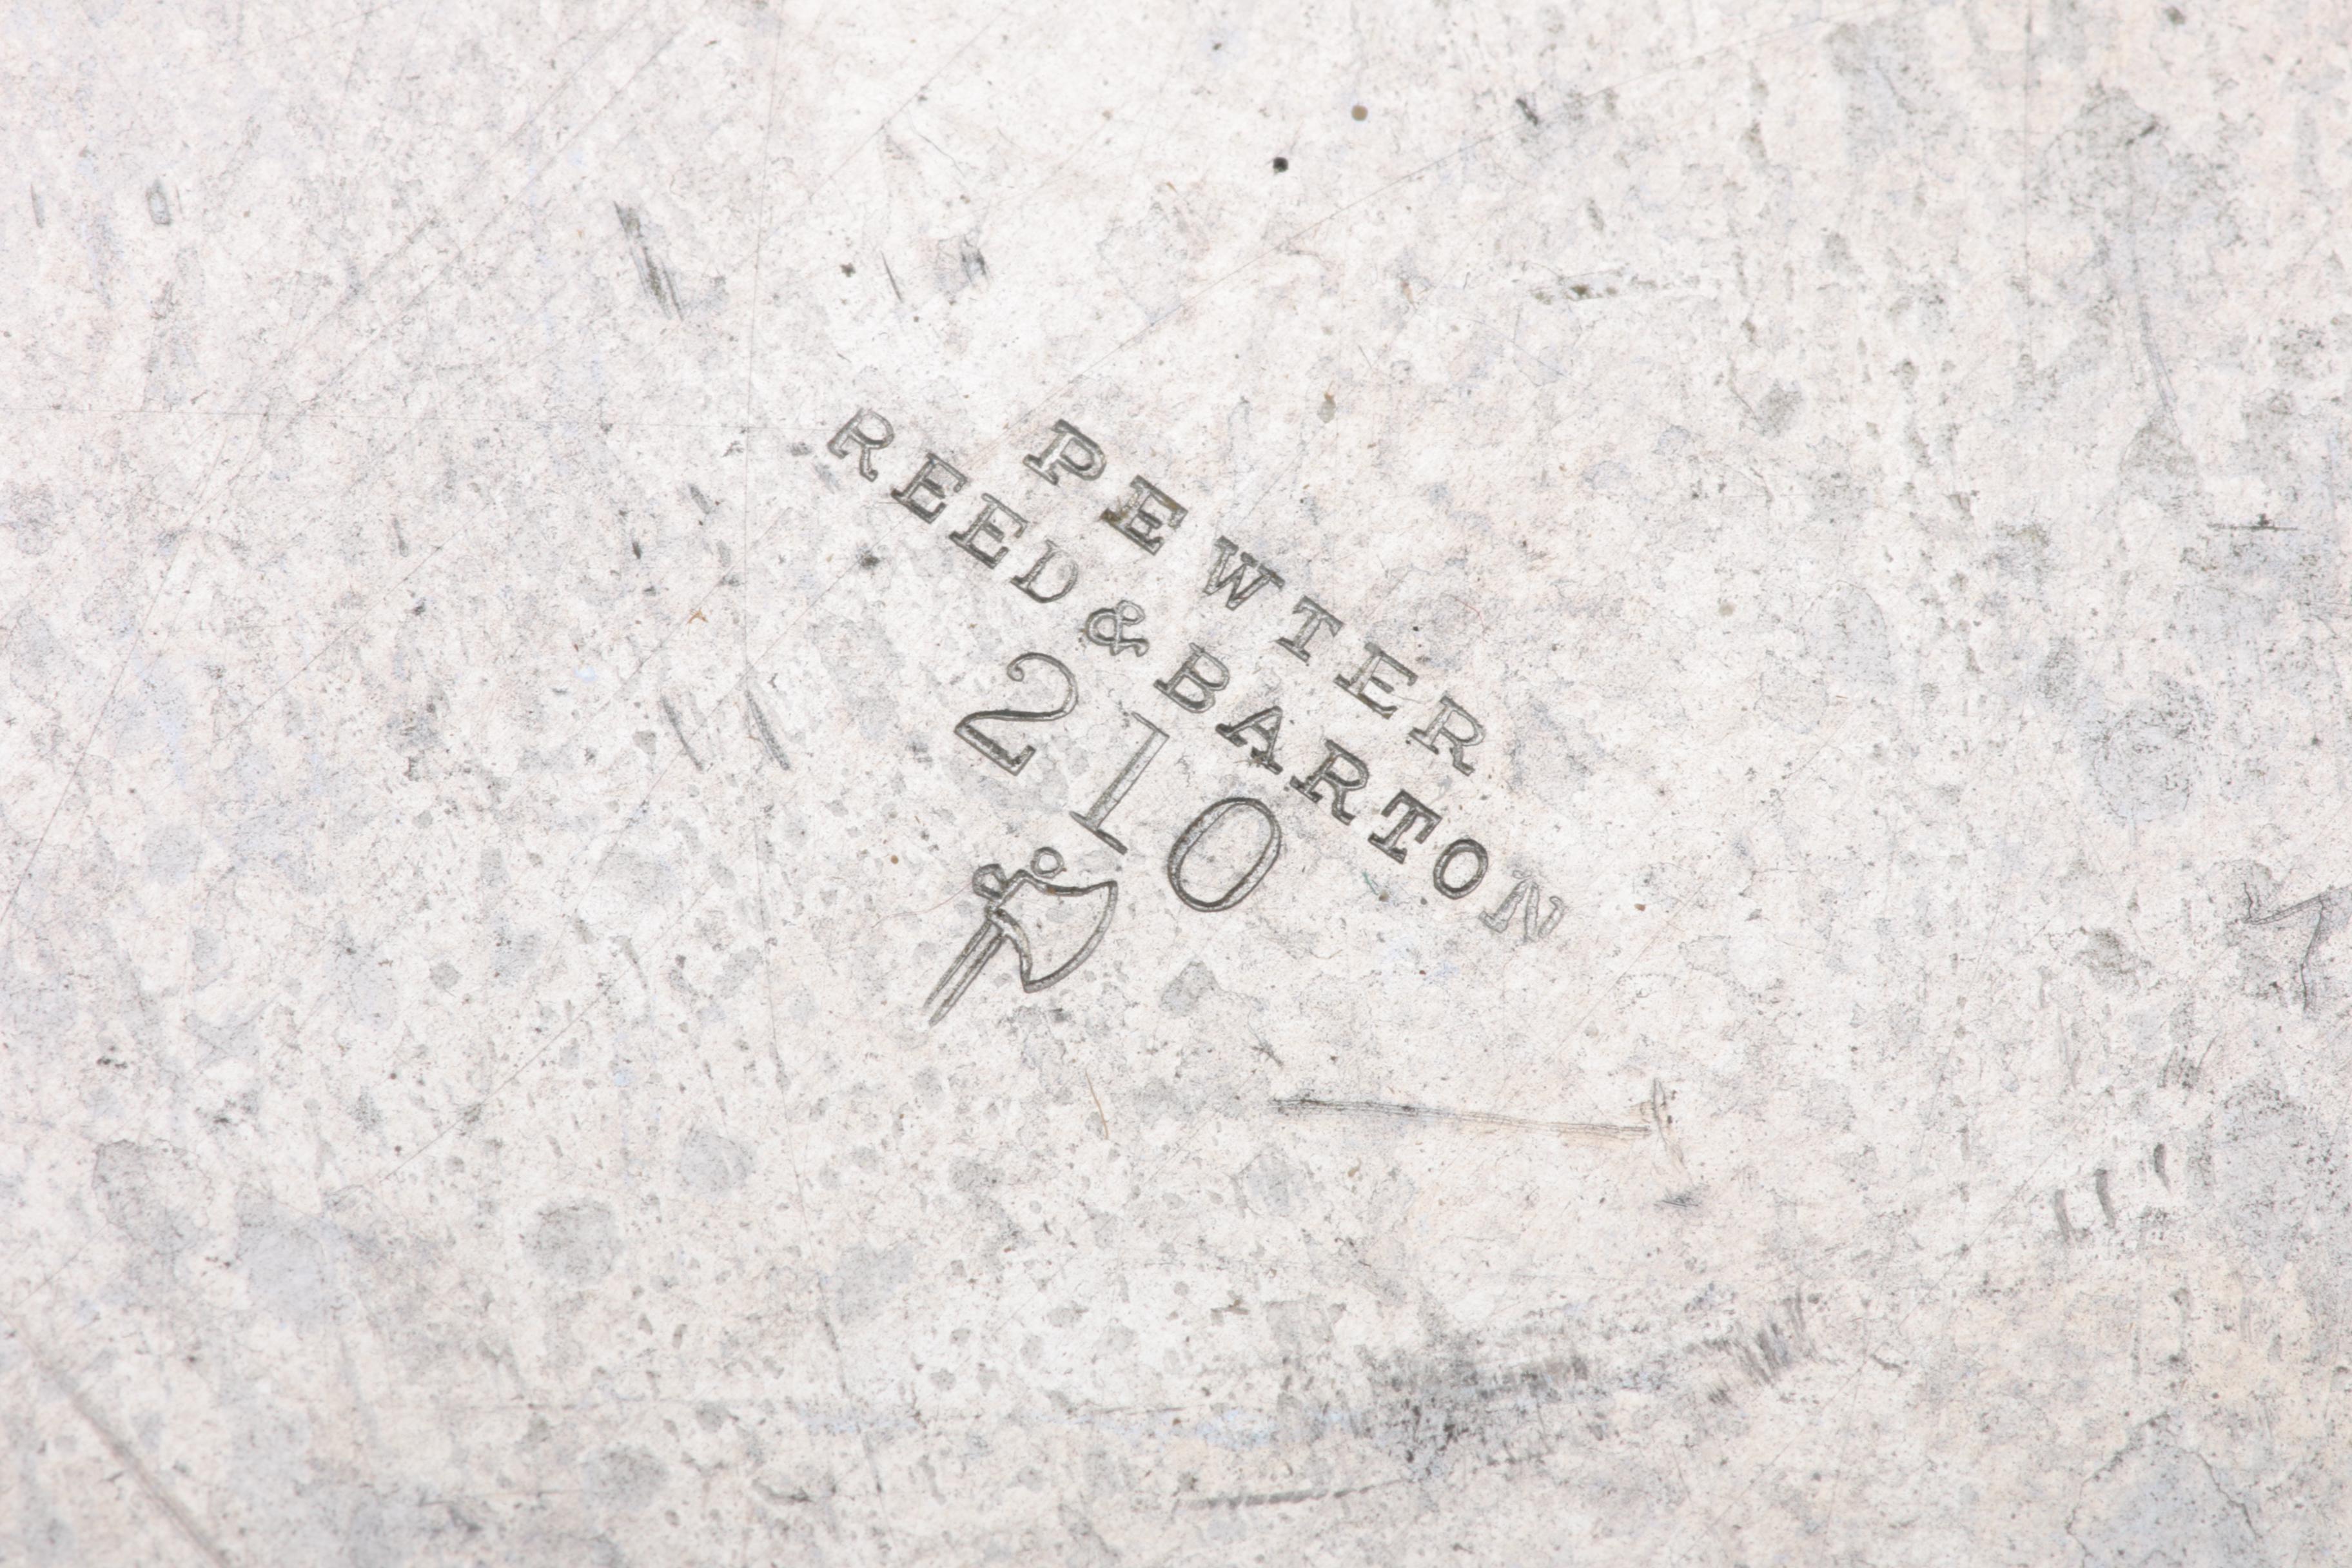 PEWTER
REED & BARTON
210